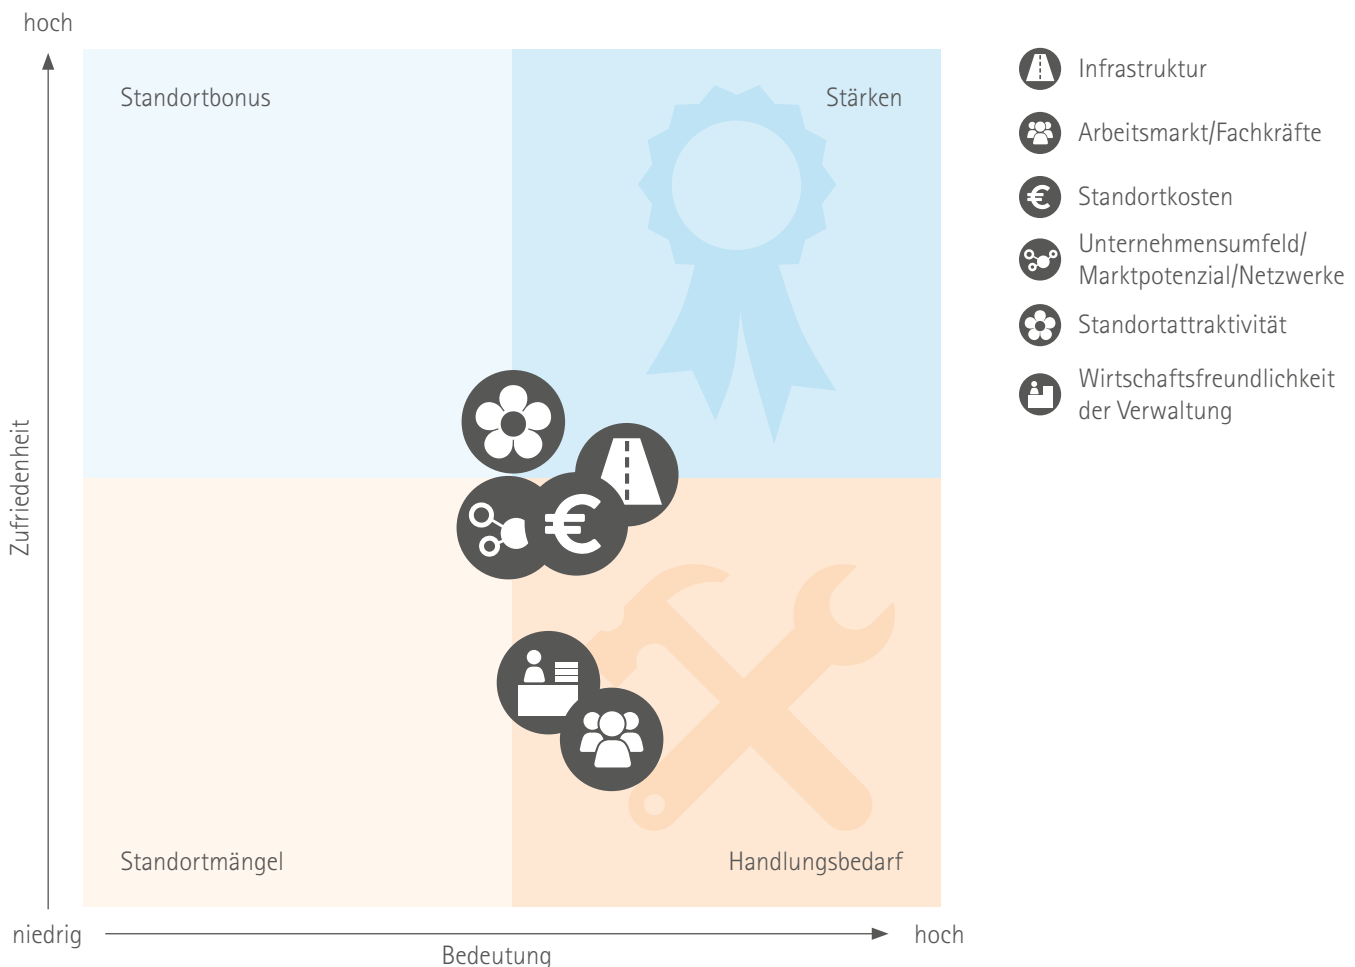 hoch
Standortbonus
Stärken
Zufriedenheit
Standortmängel
Handlungsbedarf
niedrig
Bedeutung
hoch
Infrastruktur
Arbeitsmarkt/Fachkräfte
€ Standortkosten
Unternehmensumfeld/
Marktpotenzial/Netzwerke
Standortattraktivität
Wirtschaftsfreundlichkeit
der Verwaltung
€